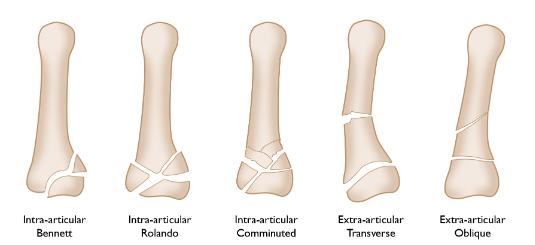 Intra-articular
Bennett
Intra-articular
Rolando
Intra-articular
Comminuted
Extra-articular
Transverse
Extra-articular
Oblique